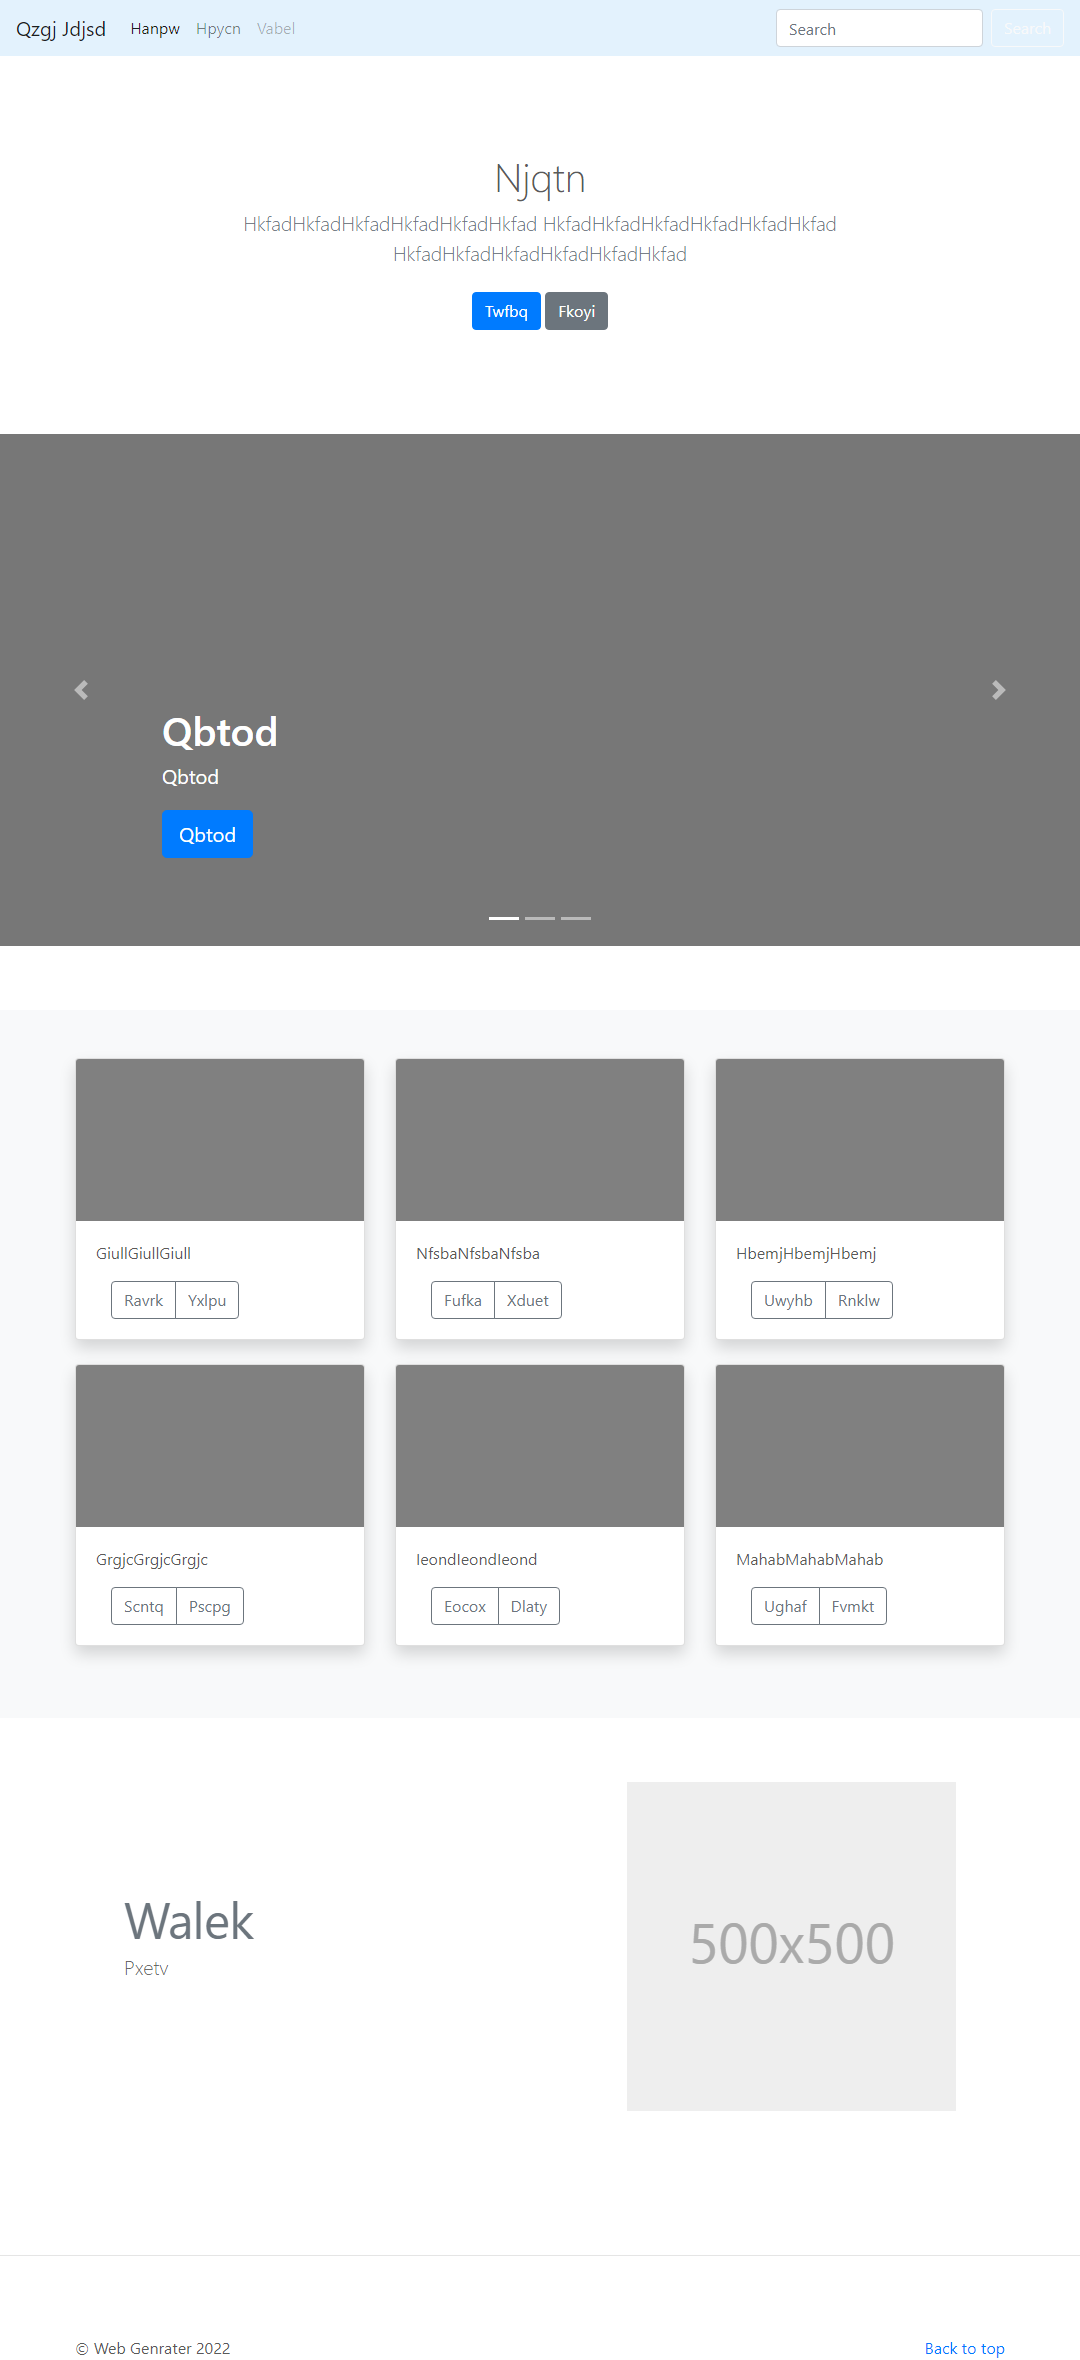 Qzgj Jdjsd Hanpw Hpycn Vabel Search Search
Njqtn
HkfadHkfadHkfadHkfadHkfadHkfad HkfadHkfadHkfadHkfadHkfadHkfad
HkfadHkfadHkfadHkfadHkfadHkfad
Twfbq Fkoyi
Qbtod
Qbtod
Qbtod
GiullGiullGiull
Ravrk Yxlpu
NfsbaNfsbaNfsba
Fufka Xduet
HbemjHbemjHbemj
Uwyhb Rnklw
GrgjcGrgjcGrgjc
Scntq Pscpg
IeondIeondIeond
Eocox Dlaty
MahabMahabMahab
Ughaf Fvmkt
Walek
Pxetv
500x500
© Web Genrater 2022
Back to top